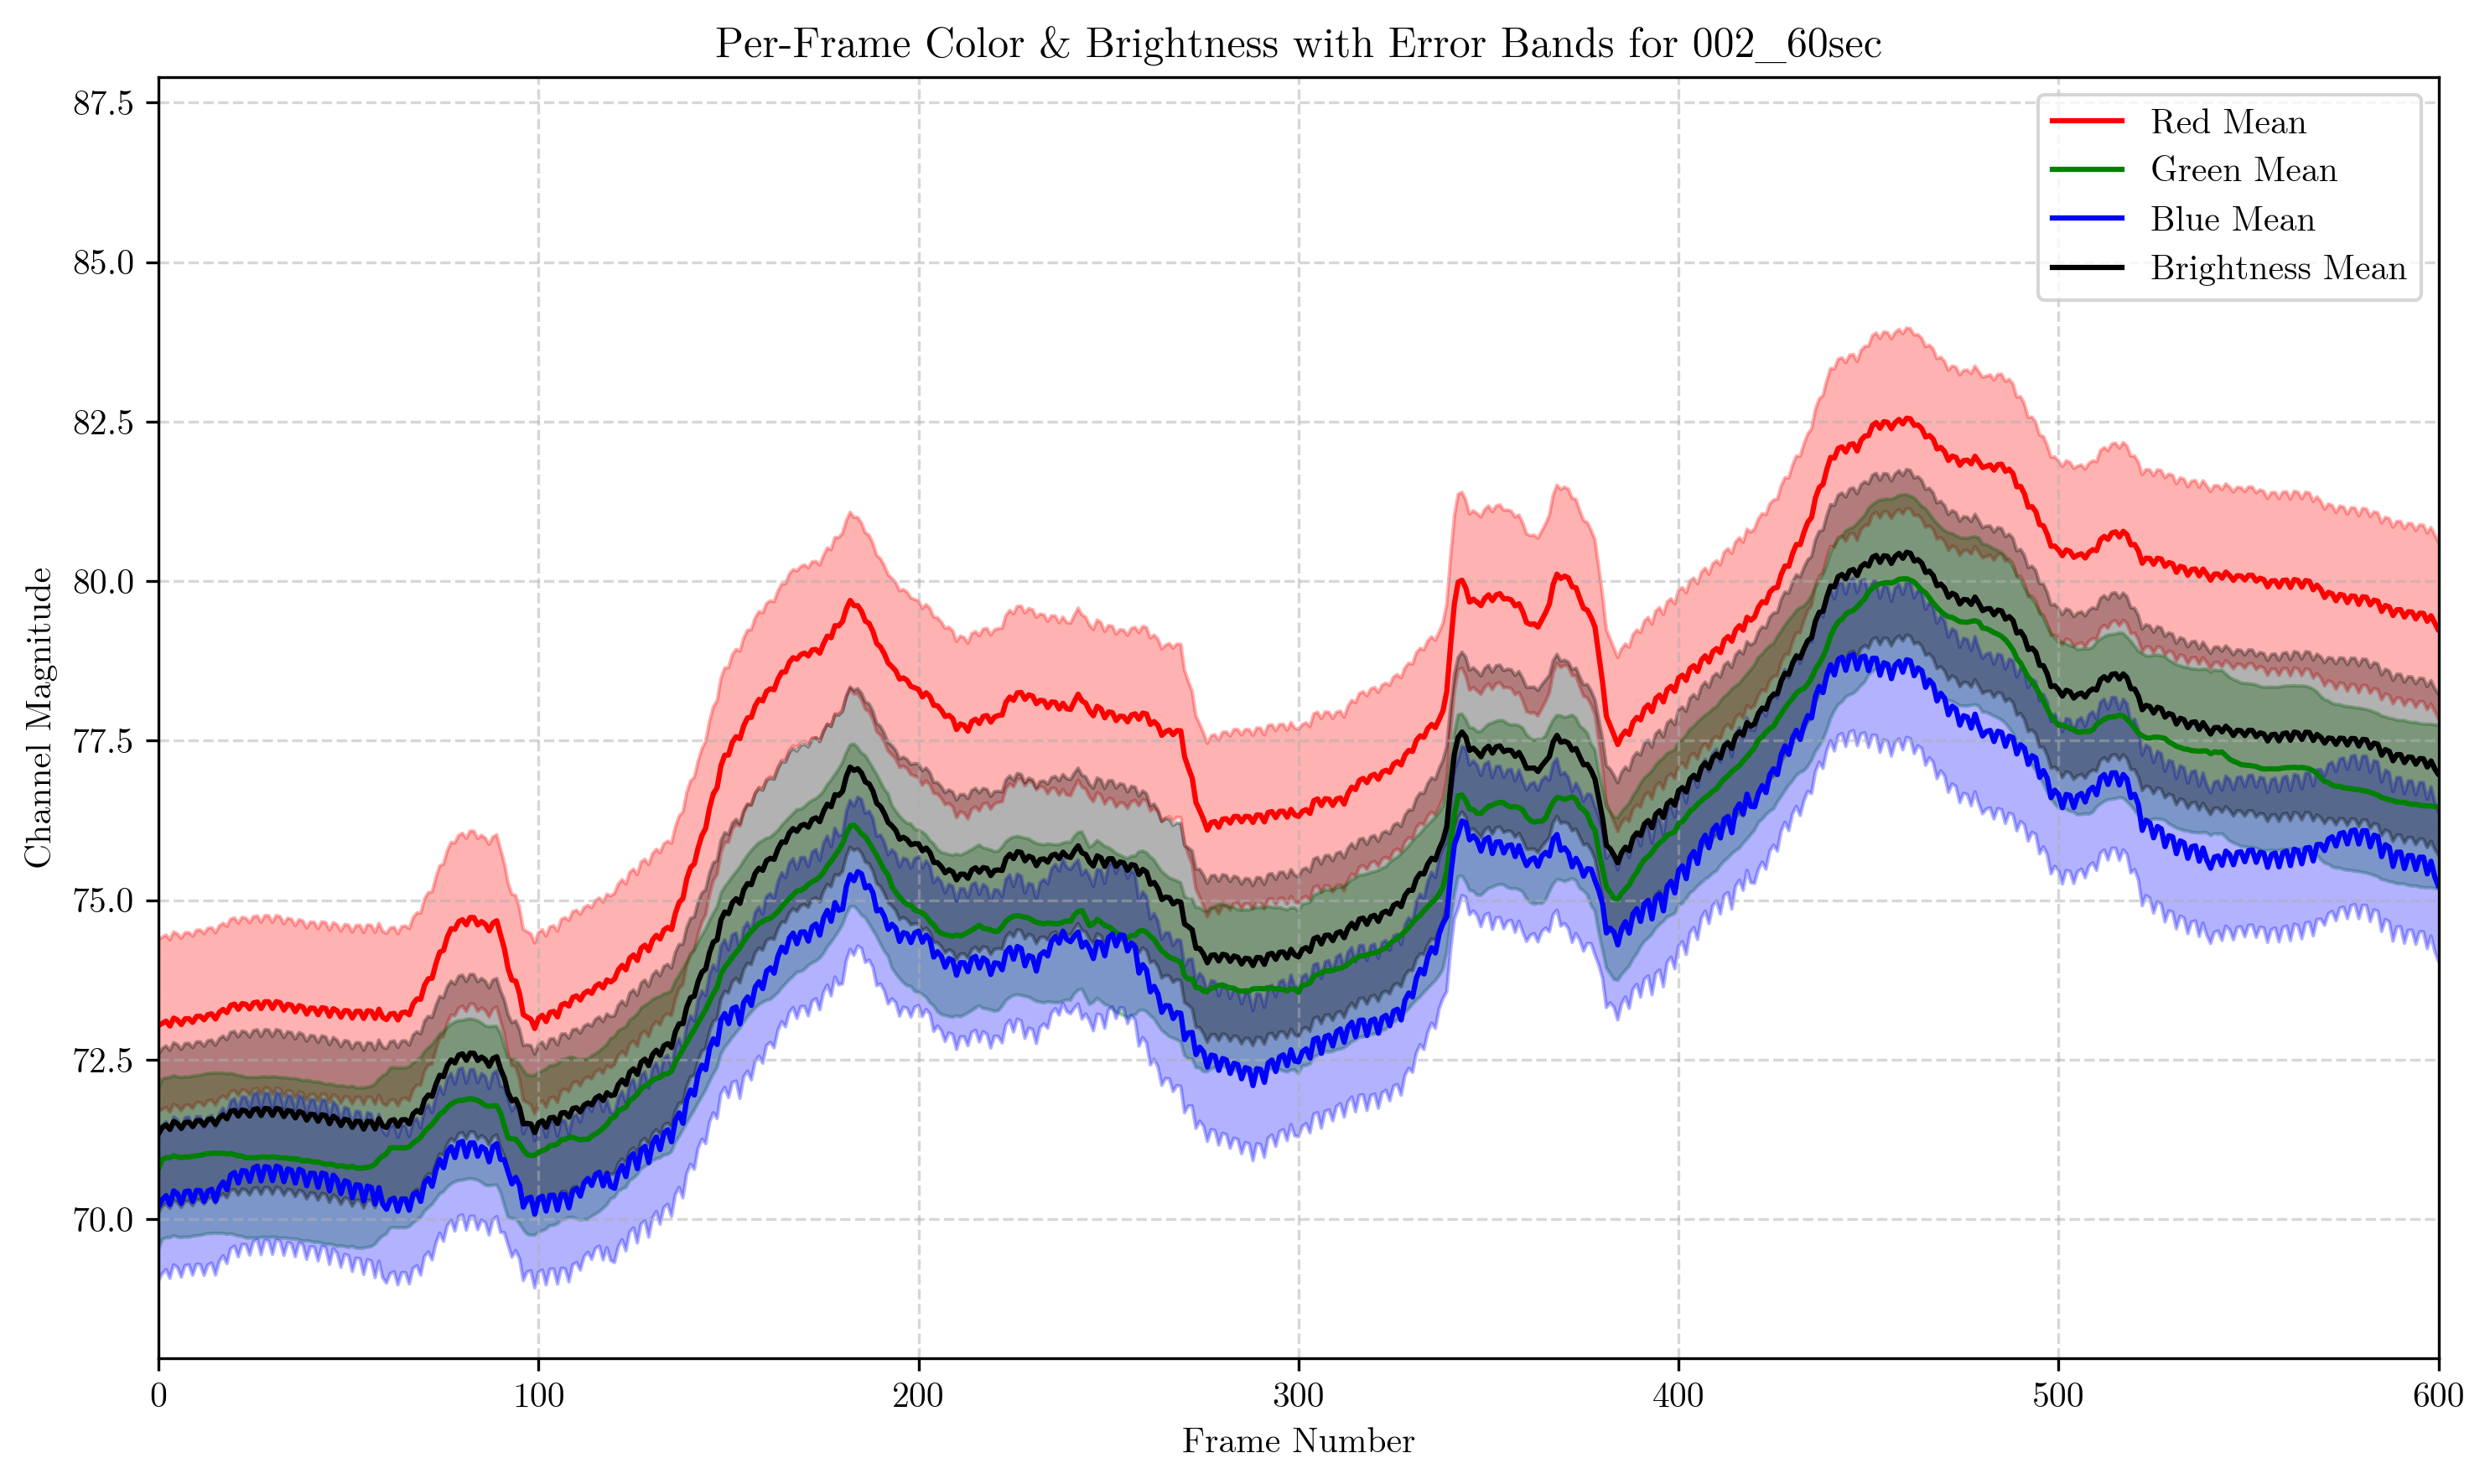 Per-Frame Color & Brightness with Error Bands for 002_60sec
87.5
85.0
82.5
80.0
77.5
75.0
72.5
70.0
Channel Magnitude
Red Mean
Green Mean
Blue Mean
Brightness Mean
0 100 200 300 400 500 600
Frame Number